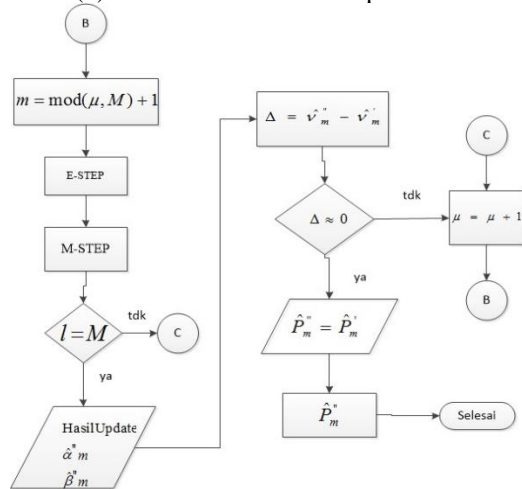 B
m = mod(μ, M) + 1
E-STEP
M-STEP
l = M
tdk
C
ya
HasilUpdate
α̂"m
β̂"m
Δ = v̂"ₘ − v̂'ₘ
Δ ≈ 0
tdk
ya
P̂"ₘ = P̂'ₘ
P̂"ₘ
Selesai
C
μ = μ + 1
B